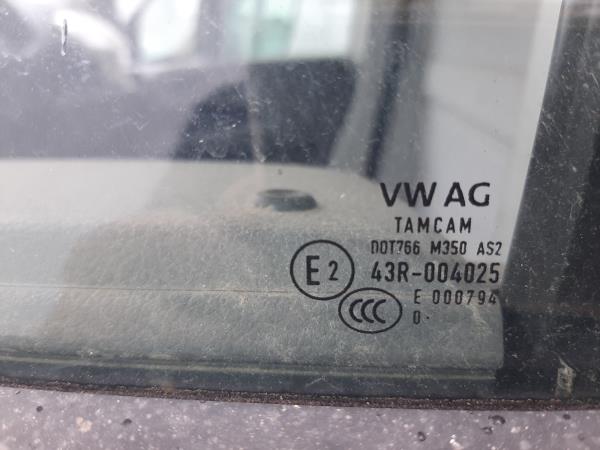 VW AG
TAMCAM
DOT766 M350 AS2
E2 43R-004025
CCC E 000794
0.